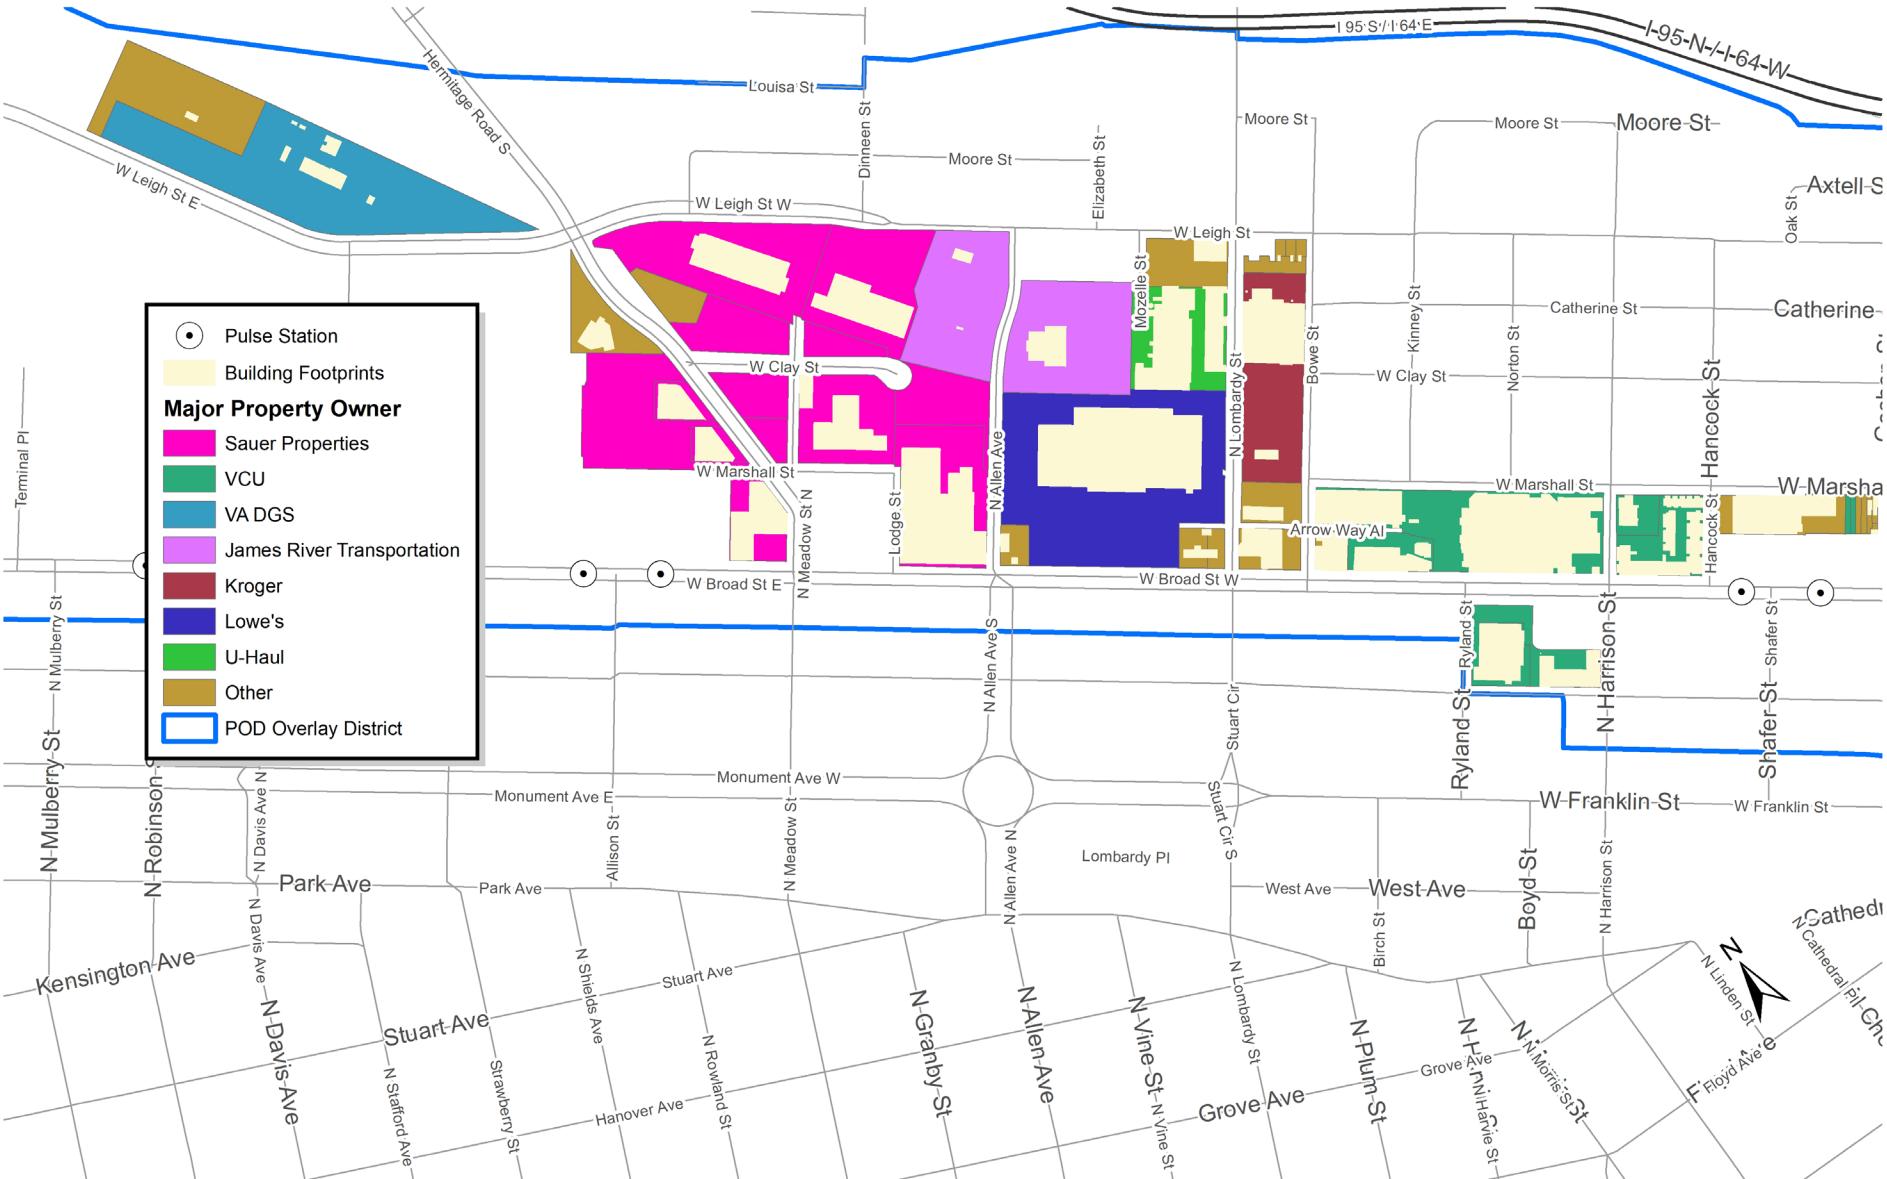 I 95 S / I 64 E
I-95-N-/-I-64-W
Hermitage Road S
Louisa St
Dinneen St
Moore St
Moore St
Moore St
Moore St
Elizabeth St
Axtell S
Oak St
W Leigh St E
W Leigh St W
W Leigh St
Mozelle St
Catherine St
Catherine
Kinney St
Norton St
Bowe St
N Lombardy St
W Clay St
W Clay St
Hancock St
Terminal Pl
Pulse Station
Building Footprints
Major Property Owner
Sauer Properties
VCU
VA DGS
James River Transportation
Kroger
Lowe's
U-Haul
Other
POD Overlay District
W Marshall St
W Marshall St
W Marsha
N Allen Ave
Lodge St
N Meadow St N
Arrow Way Al
Hancock St
W Broad St E
W Broad St W
N Mulberry St
N Allen Ave S
Ryland St
N Harrison St
Shafer St
Stuart Cir
Ryland St
Shafer St
N Mulberry St
N Robinson S
N Davis Ave N
Monument Ave W
Monument Ave E
Allison St
N Meadow St
Stuart Cir S
W Franklin St
W Franklin St
Lombardy Pl
Park Ave
Park Ave
N Allen Ave N
West Ave
West Ave
Boyd St
Birch St
N Harrison St
Cathedr
N Cathedral Pl
N
N Davis Ave
Kensington Ave
N Shields Ave
Stuart Ave
Stuart Ave
N Lombardy St
N Linden St
N Davis Ave
N Granby St
N Allen Ave
N Vine St
N Plum St
Grove Ave
N Morris St
Floyd Ave
N Stafford Ave
Strawberry St
N Rowland St
Hanover Ave
Grove Ave
N Vine St
N Harvie St